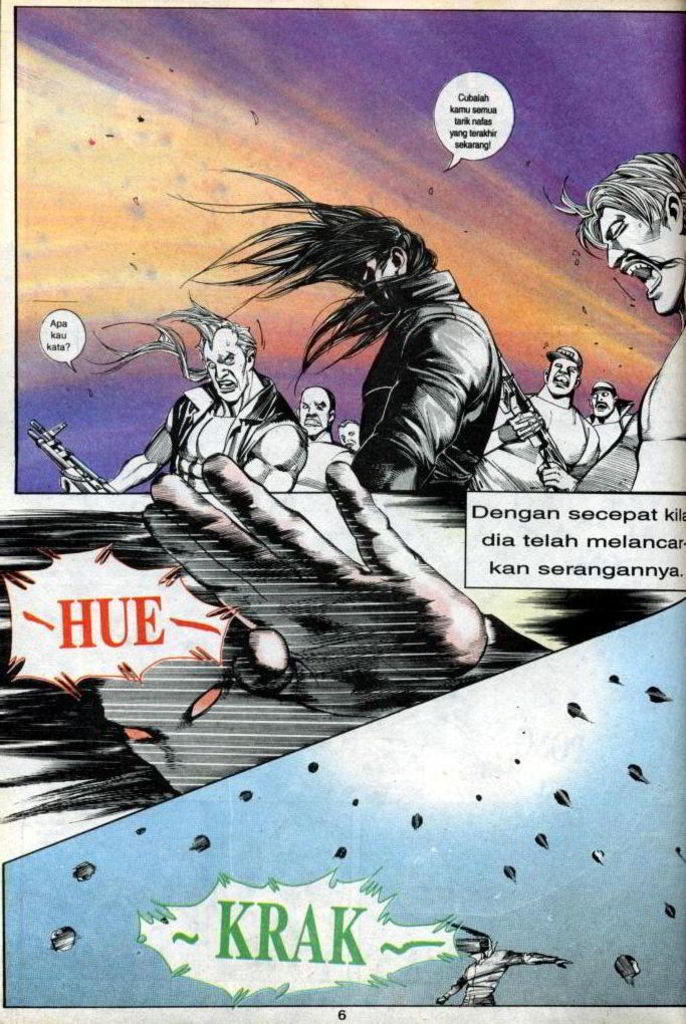 Cubalah
kamu semua
tarik nafas
yang terakhir
sekarang!
Apa
kau
kata?
Dengan secepat kila
dia telah melancar-
kan serangannya.
~HUE~
~KRAK~
6